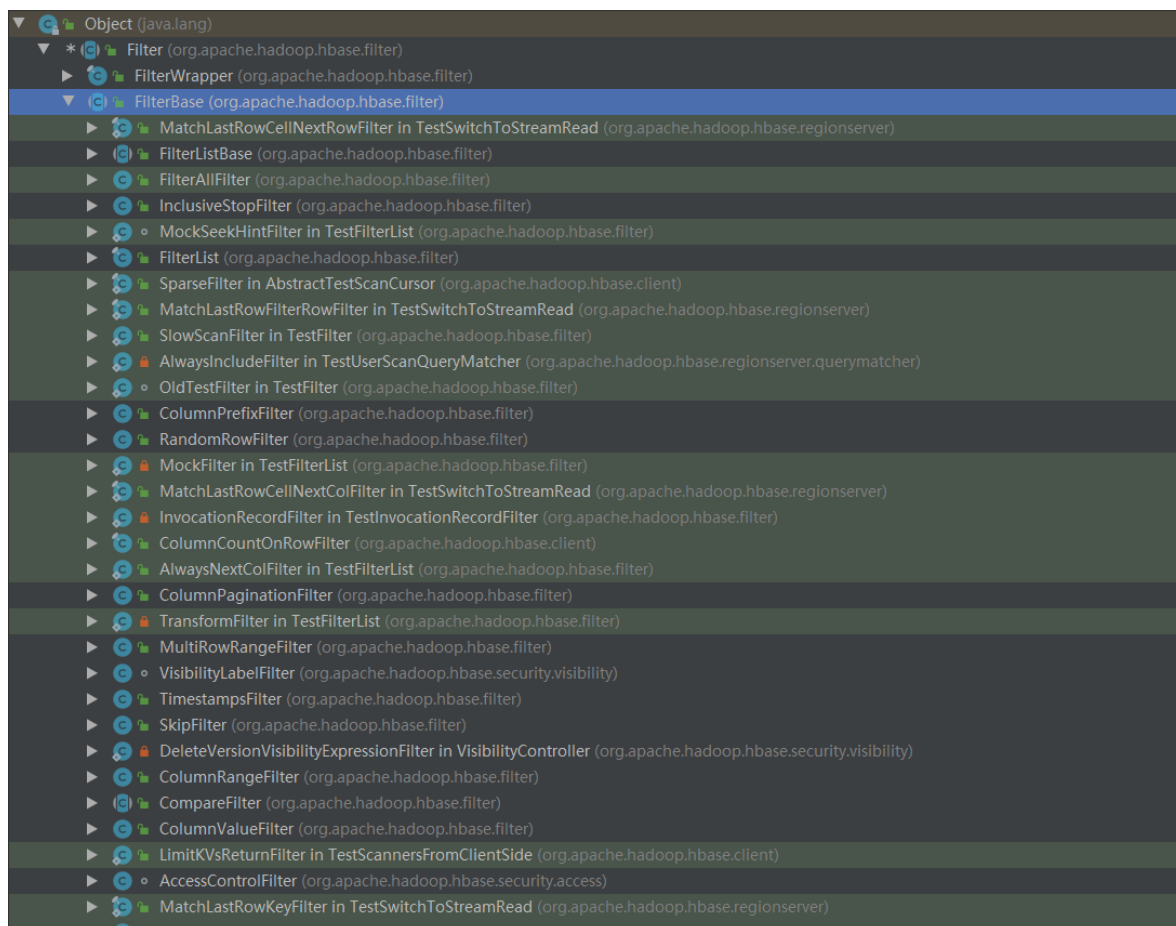 Object (java.lang)
* Filter (org.apache.hadoop.hbase.filter)
FilterWrapper (org.apache.hadoop.hbase.filter)
FilterBase (org.apache.hadoop.hbase.filter)
MatchLastRowCellNextRowFilter in TestSwitchToStreamRead (org.apache.hadoop.hbase.regionserver)
FilterListBase (org.apache.hadoop.hbase.filter)
FilterAllFilter (org.apache.hadoop.hbase.filter)
InclusiveStopFilter (org.apache.hadoop.hbase.filter)
MockSeekHintFilter in TestFilterList (org.apache.hadoop.hbase.filter)
FilterList (org.apache.hadoop.hbase.filter)
SparseFilter in AbstractTestScanCursor (org.apache.hadoop.hbase.client)
MatchLastRowFilterRowFilter in TestSwitchToStreamRead (org.apache.hadoop.hbase.regionserver)
SlowScanFilter in TestFilter (org.apache.hadoop.hbase.filter)
AlwaysIncludeFilter in TestUserScanQueryMatcher (org.apache.hadoop.hbase.regionserver.querymatcher)
OldTestFilter in TestFilter (org.apache.hadoop.hbase.filter)
ColumnPrefixFilter (org.apache.hadoop.hbase.filter)
RandomRowFilter (org.apache.hadoop.hbase.filter)
MockFilter in TestFilterList (org.apache.hadoop.hbase.filter)
MatchLastRowCellNextColFilter in TestSwitchToStreamRead (org.apache.hadoop.hbase.regionserver)
InvocationRecordFilter in TestInvocationRecordFilter (org.apache.hadoop.hbase.filter)
ColumnCountOnRowFilter (org.apache.hadoop.hbase.client)
AlwaysNextColFilter in TestFilterList (org.apache.hadoop.hbase.filter)
ColumnPaginationFilter (org.apache.hadoop.hbase.filter)
TransformFilter in TestFilterList (org.apache.hadoop.hbase.filter)
MultiRowRangeFilter (org.apache.hadoop.hbase.filter)
VisibilityLabelFilter (org.apache.hadoop.hbase.security.visibility)
TimestampsFilter (org.apache.hadoop.hbase.filter)
SkipFilter (org.apache.hadoop.hbase.filter)
DeleteVersionVisibilityExpressionFilter in VisibilityController (org.apache.hadoop.hbase.security.visibility)
ColumnRangeFilter (org.apache.hadoop.hbase.filter)
CompareFilter (org.apache.hadoop.hbase.filter)
ColumnValueFilter (org.apache.hadoop.hbase.filter)
LimitKVsReturnFilter in TestScannersFromClientSide (org.apache.hadoop.hbase.client)
AccessControlFilter (org.apache.hadoop.hbase.security.access)
MatchLastRowKeyFilter in TestSwitchToStreamRead (org.apache.hadoop.hbase.regionserver)